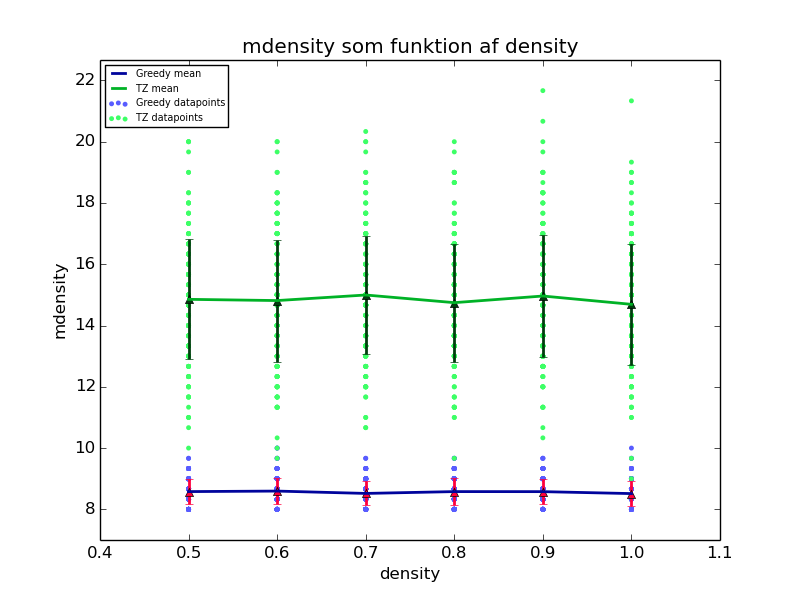 mdensity som funktion af density
Greedy mean
TZ mean
Greedy datapoints
TZ datapoints
22
20
18
16
14
12
10
8
mdensity
0.4 0.5 0.6 0.7 0.8 0.9 1.0 1.1
density